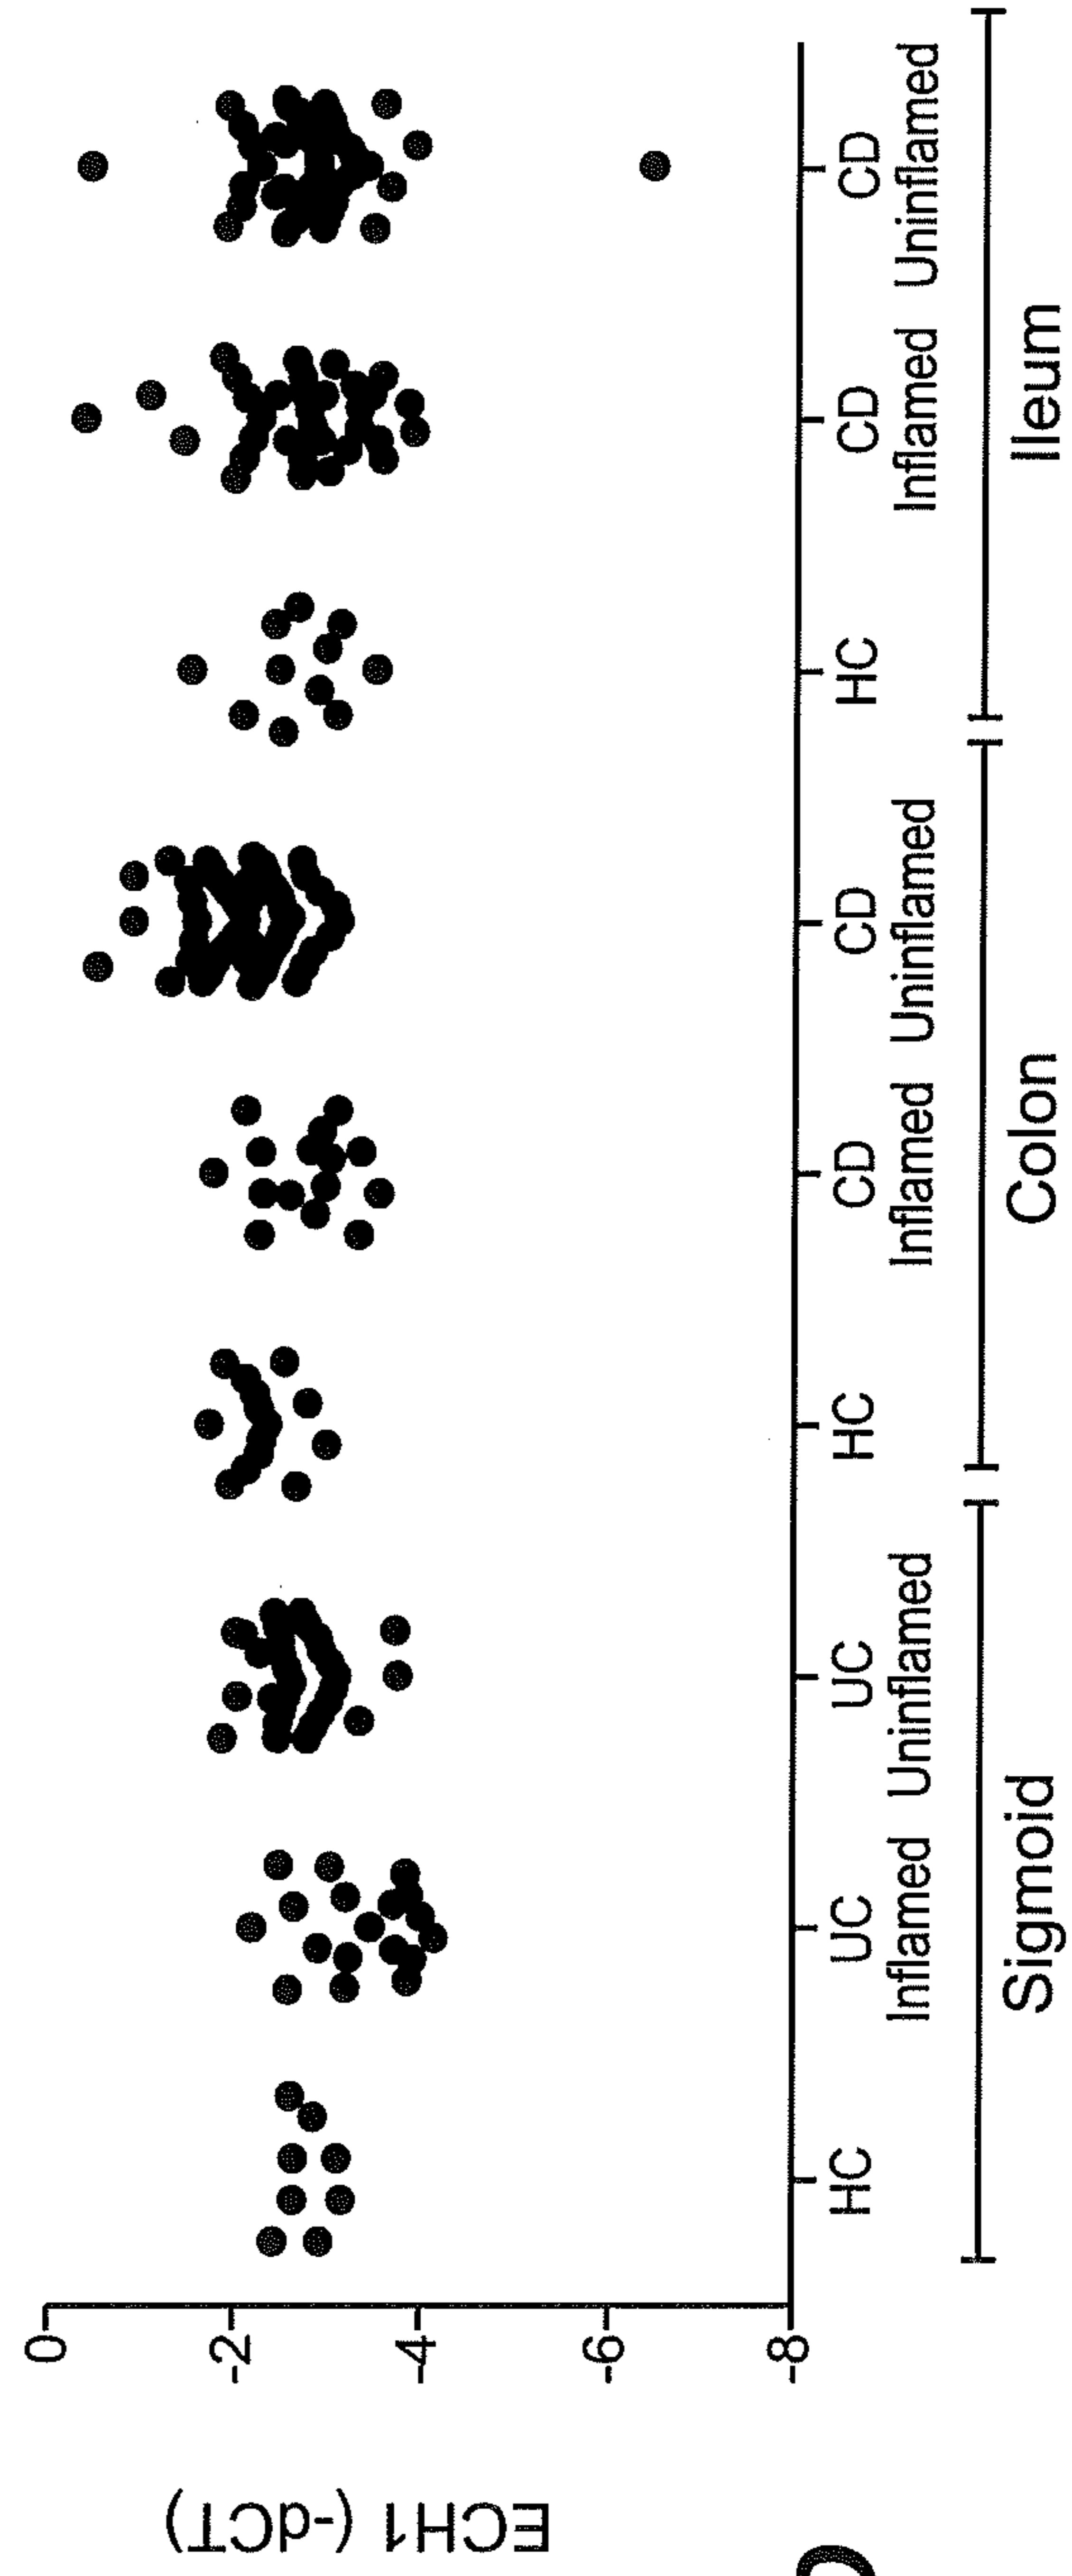 ECH1 (-dCT)
0
-2
-4
-6
-8
HC
UC
Inflamed
UC
Uninflamed
HC
CD
Inflamed
CD
Uninflamed
HC
CD
Inflamed
CD
Uninflamed
Sigmoid
Colon
Ileum